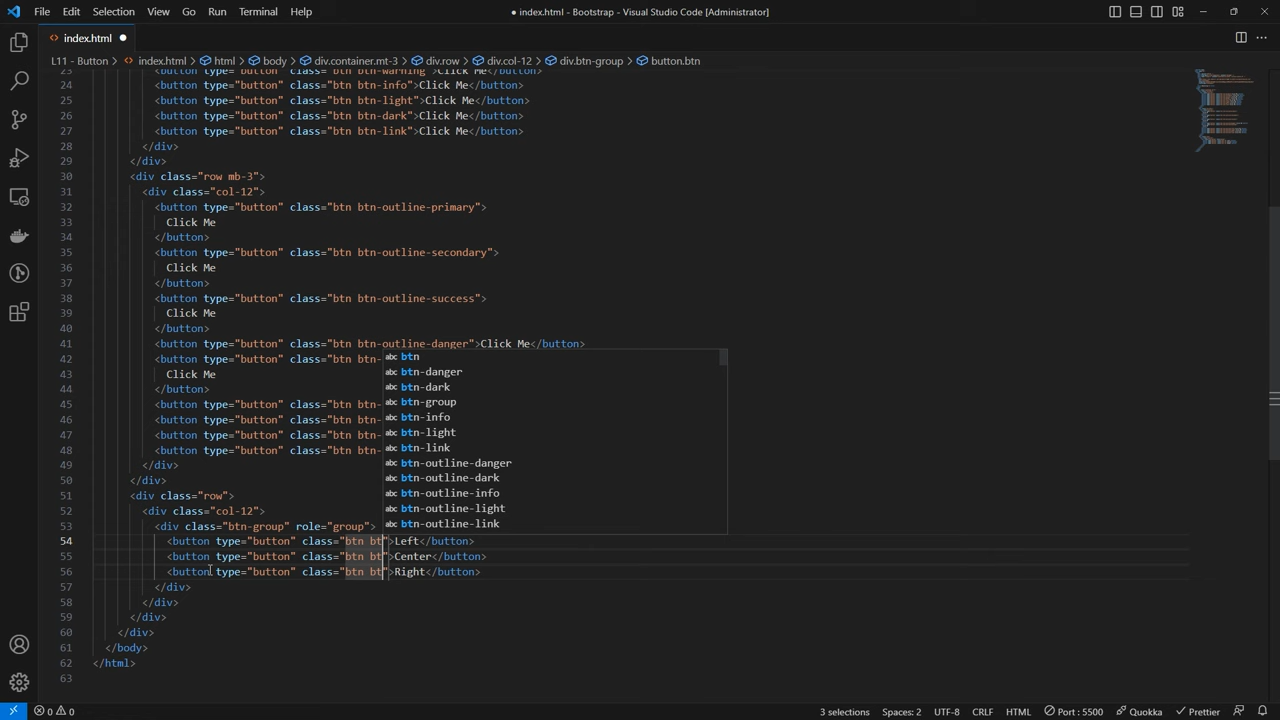 File Edit Selection View Go Run Terminal Help
● index.html - Bootstrap - Visual Studio Code [Administrator]
<> index.html ●
L11 - Button > <> index.html > html > body > div.container.mt-3 > div.row > div.col-12 > div.btn-group > button.btn
23 <button type="button" class="btn btn-warning">Click Me</button>
24 <button type="button" class="btn btn-info">Click Me</button>
25 <button type="button" class="btn btn-light">Click Me</button>
26 <button type="button" class="btn btn-dark">Click Me</button>
27 <button type="button" class="btn btn-link">Click Me</button>
28 </div>
29 </div>
30 <div class="row mb-3">
31 <div class="col-12">
32 <button type="button" class="btn btn-outline-primary">
33 Click Me
34 </button>
35 <button type="button" class="btn btn-outline-secondary">
36 Click Me
37 </button>
38 <button type="button" class="btn btn-outline-success">
39 Click Me
40 </button>
41 <button type="button" class="btn btn-outline-danger">Click Me</button>
42 <button type="button" class="btn btn-
43 Click Me
44 </button>
45 <button type="button" class="btn btn-
46 <button type="button" class="btn btn-
47 <button type="button" class="btn btn-
48 <button type="button" class="btn btn-
49 </div>
50 </div>
51 <div class="row">
52 <div class="col-12">
53 <div class="btn-group" role="group">
54 <button type="button" class="btn bt">Left</button>
55 <button type="button" class="btn bt">Center</button>
56 <button type="button" class="btn bt">Right</button>
57 </div>
58 </div>
59 </div>
60 </div>
61 </body>
62 </html>
63
abc btn
abc btn-danger
abc btn-dark
abc btn-group
abc btn-info
abc btn-light
abc btn-link
abc btn-outline-danger
abc btn-outline-dark
abc btn-outline-info
abc btn-outline-light
abc btn-outline-link
0 0 3 selections Spaces: 2 UTF-8 CRLF HTML Port : 5500 Quokka Prettier